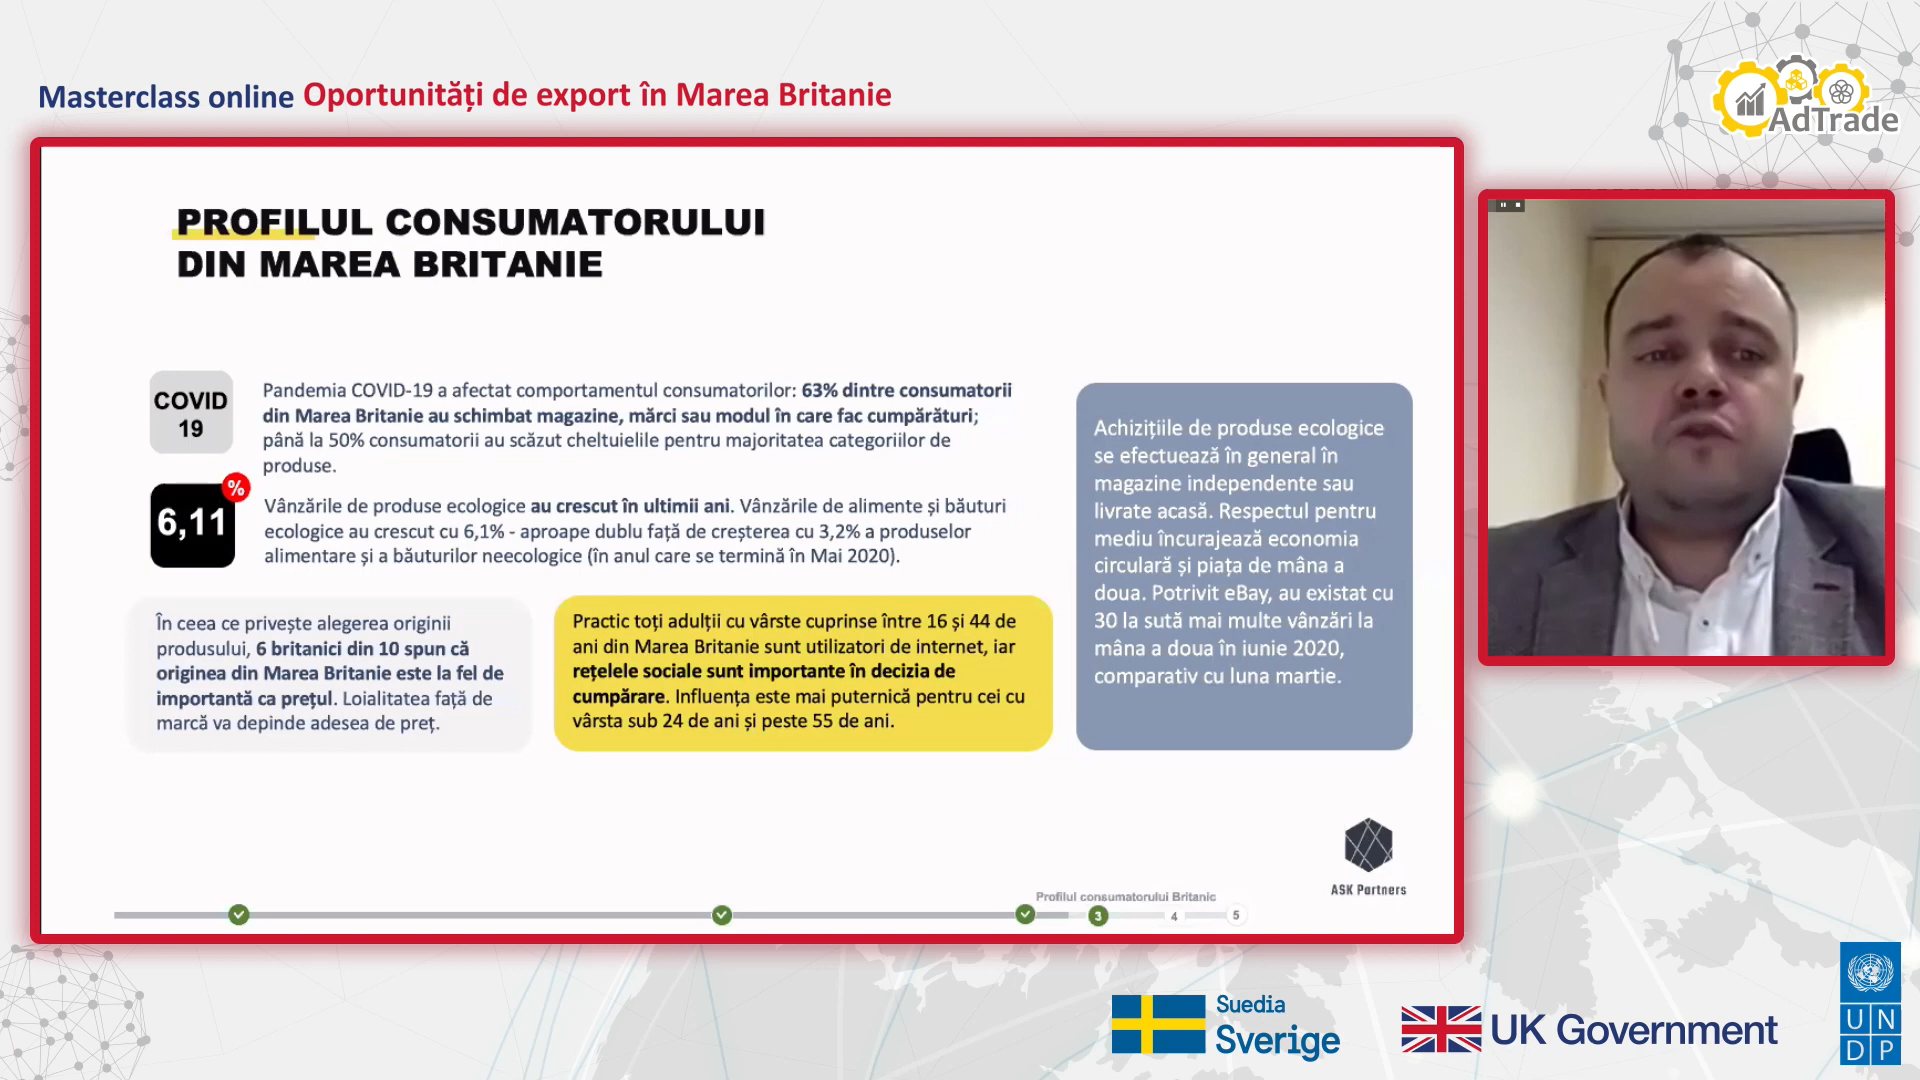 Masterclass online Oportunități de export în Marea Britanie
AdTrade
PROFILUL CONSUMATORULUI
DIN MAREA BRITANIE
COVID
19
Pandemia COVID-19 a afectat comportamentul consumatorilor: 63% dintre consumatorii
din Marea Britanie au schimbat magazine, mărci sau modul în care fac cumpărături;
până la 50% consumatorii au scăzut cheltuielile pentru majoritatea categoriilor de
produse.
%
6,11
Vânzările de produse ecologice au crescut în ultimii ani. Vânzările de alimente și băuturi
ecologice au crescut cu 6,1% - aproape dublu față de creșterea cu 3,2% a produselor
alimentare și a băuturilor neecologice (în anul care se termină în Mai 2020).
În ceea ce privește alegerea originii
produsului, 6 britanici din 10 spun că
originea din Marea Britanie este la fel de
importantă ca prețul. Loialitatea față de
marcă va depinde adesea de preț.
Practic toți adulții cu vârste cuprinse între 16 și 44 de
ani din Marea Britanie sunt utilizatori de internet, iar
rețelele sociale sunt importante în decizia de
cumpărare. Influența este mai puternică pentru cei cu
vârsta sub 24 de ani și peste 55 de ani.
Achizițiile de produse ecologice
se efectuează în general în
magazine independente sau
livrate acasă. Respectul pentru
mediu încurajează economia
circulară și piața de mâna a
doua. Potrivit eBay, au existat cu
30 la sută mai multe vânzări la
mâna a doua în iunie 2020,
comparativ cu luna martie.
ASK Partners
Profilul consumatorului Britanic
3
4
5
Suedia
Sverige
UK Government
U N
D P